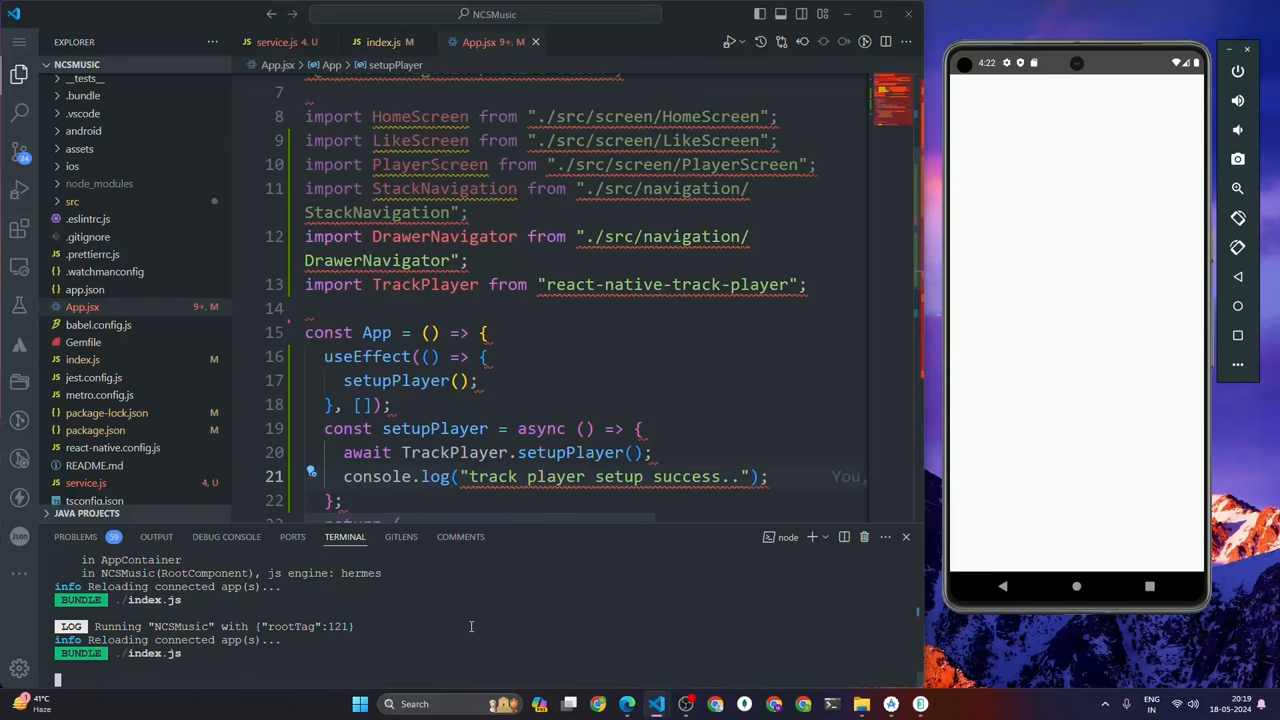 NCSMusic
EXPLORER
service.js 4, U
index.js M
App.jsx 9+, M
NCSMUSIC
App.jsx > App > setupPlayer
__tests__
.bundle
.vscode
android
assets
ios
node_modules
src
.eslintrc.js
.gitignore
.prettierrc.js
.watchmanconfig
app.json
App.jsx 9+, M
babel.config.js
Gemfile
index.js M
jest.config.js
metro.config.js
package-lock.json M
package.json M
react-native.config.js
README.md
service.js 4, U
tsconfig.json
JAVA PROJECTS
24
Json
7
8 import HomeScreen from "./src/screen/HomeScreen";
9 import LikeScreen from "./src/screen/LikeScreen";
10 import PlayerScreen from "./src/screen/PlayerScreen";
11 import StackNavigation from "./src/navigation/
StackNavigation";
12 import DrawerNavigator from "./src/navigation/
DrawerNavigator";
13 import TrackPlayer from "react-native-track-player";
14
15 const App = () => {
16 useEffect(() => {
17 setupPlayer();
18 }, []);
19 const setupPlayer = async () => {
20 await TrackPlayer.setupPlayer();
21 console.log("track player setup success.."); You,
22 };
PROBLEMS 59 OUTPUT DEBUG CONSOLE PORTS TERMINAL GITLENS COMMENTS
node
in AppContainer
in NCSMusic(RootComponent), js engine: hermes
info Reloading connected app(s)...
BUNDLE ./index.js
LOG Running "NCSMusic" with {"rootTag":121}
info Reloading connected app(s)...
BUNDLE ./index.js
4:22
1
41°C
Haze
Search
ENG
IN
20:19
18-05-2024